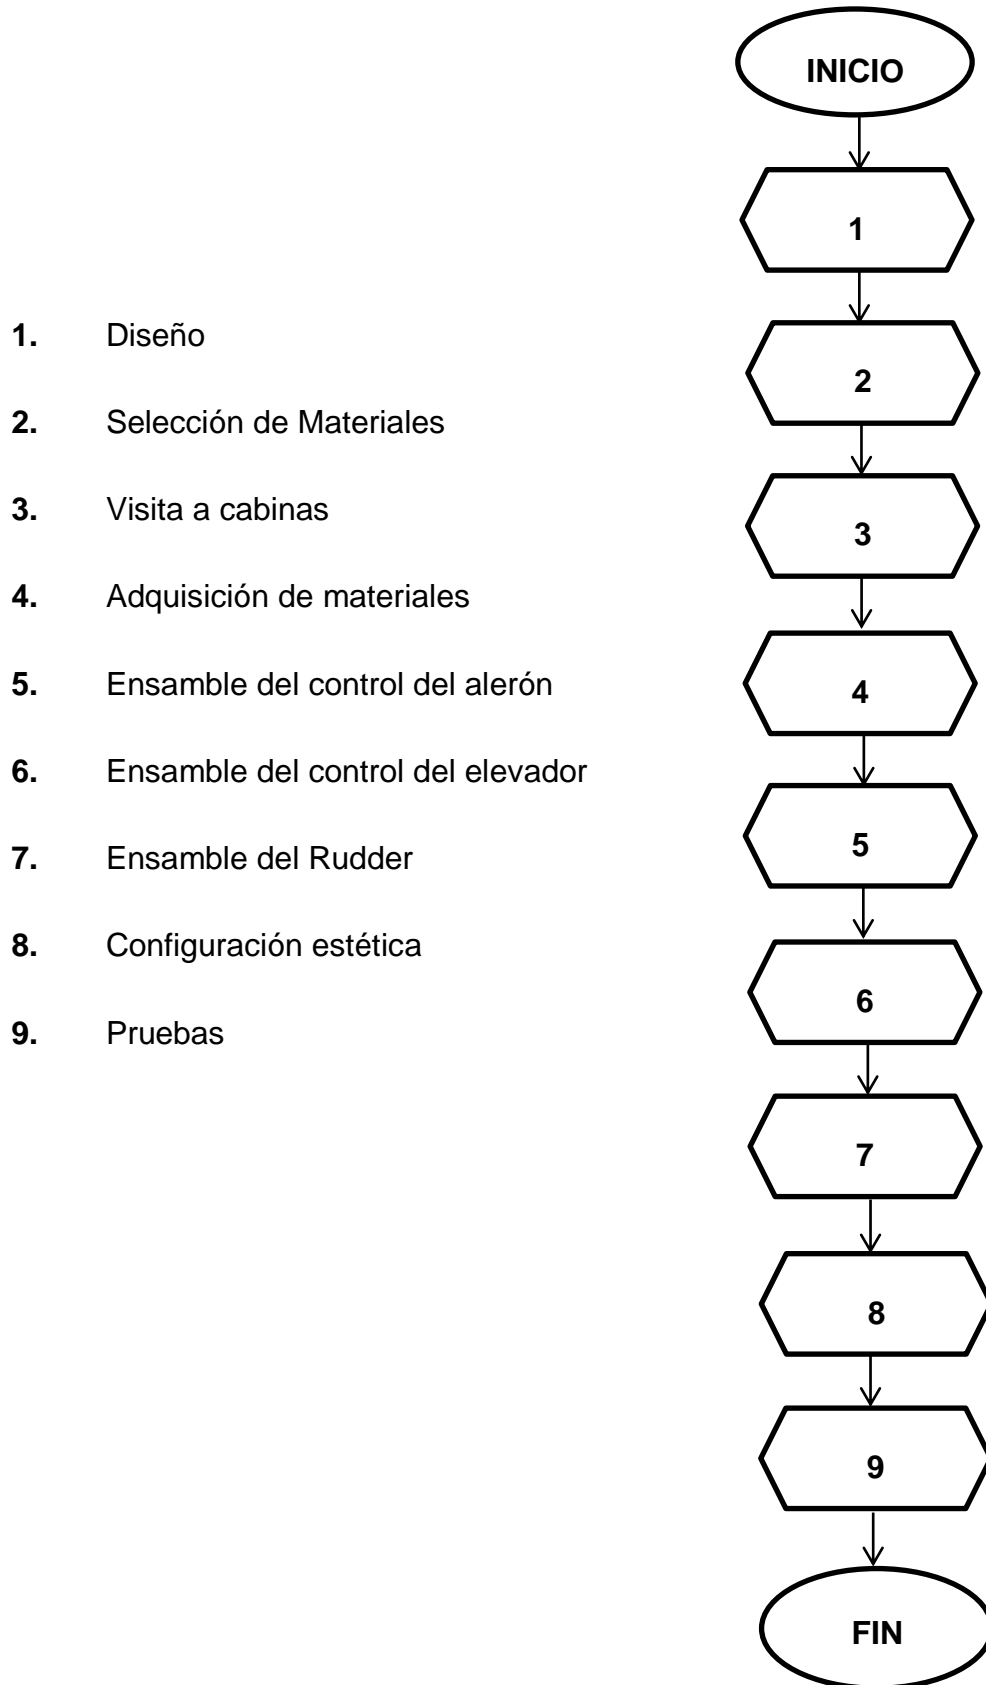 INICIO
1
2
3
4
5
6
7
8
9
FIN
1. Diseño
2. Selección de Materiales
3. Visita a cabinas
4. Adquisición de materiales
5. Ensamble del control del alerón
6. Ensamble del control del elevador
7. Ensamble del Rudder
8. Configuración estética
9. Pruebas